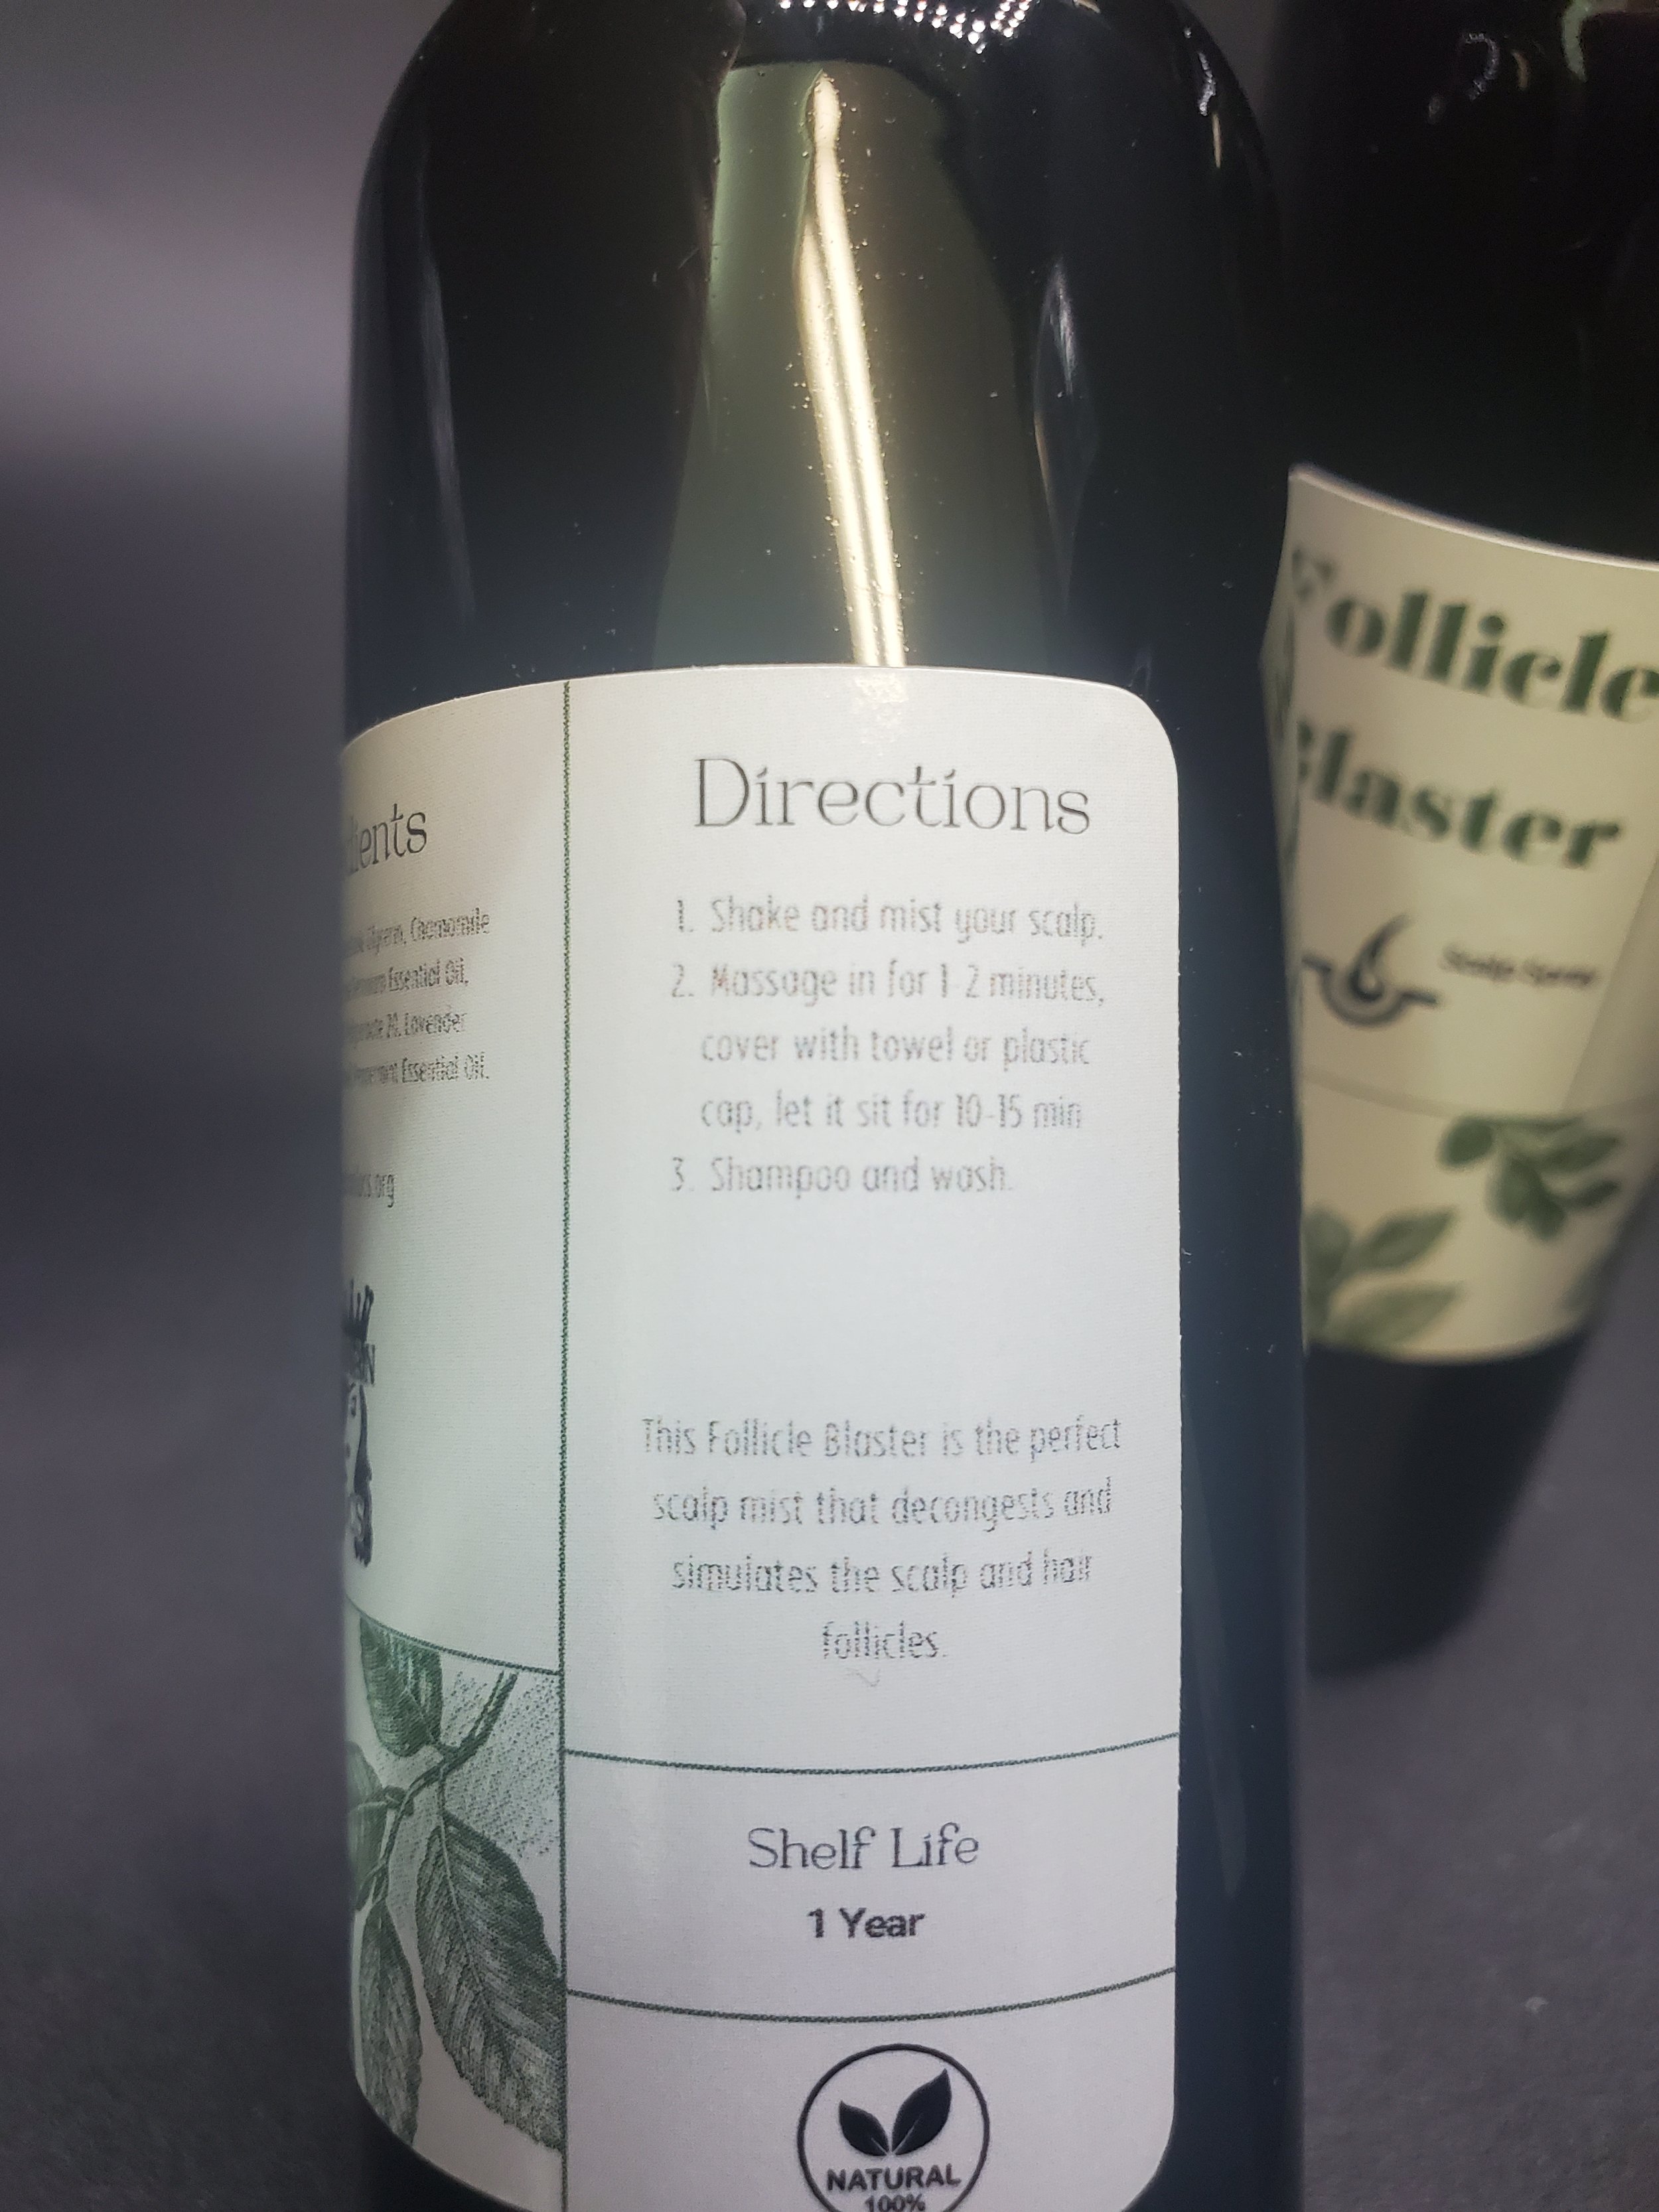 Directions
1. Shake and mist your scalp.
2. Massage in for 1-2 minutes,
cover with towel or plastic
cap, let it sit for 10-15 min
3. Shampoo and wash.
This Follicle Blaster is the perfect
scalp mist that decongests and
simulates the scalp and hair
follicles.
Shelf Life
1 Year
NATURAL
100%
Chamomile
Essential Oil,
Lavender
Essential Oil.
Follicle
Blaster
Scalp Spray